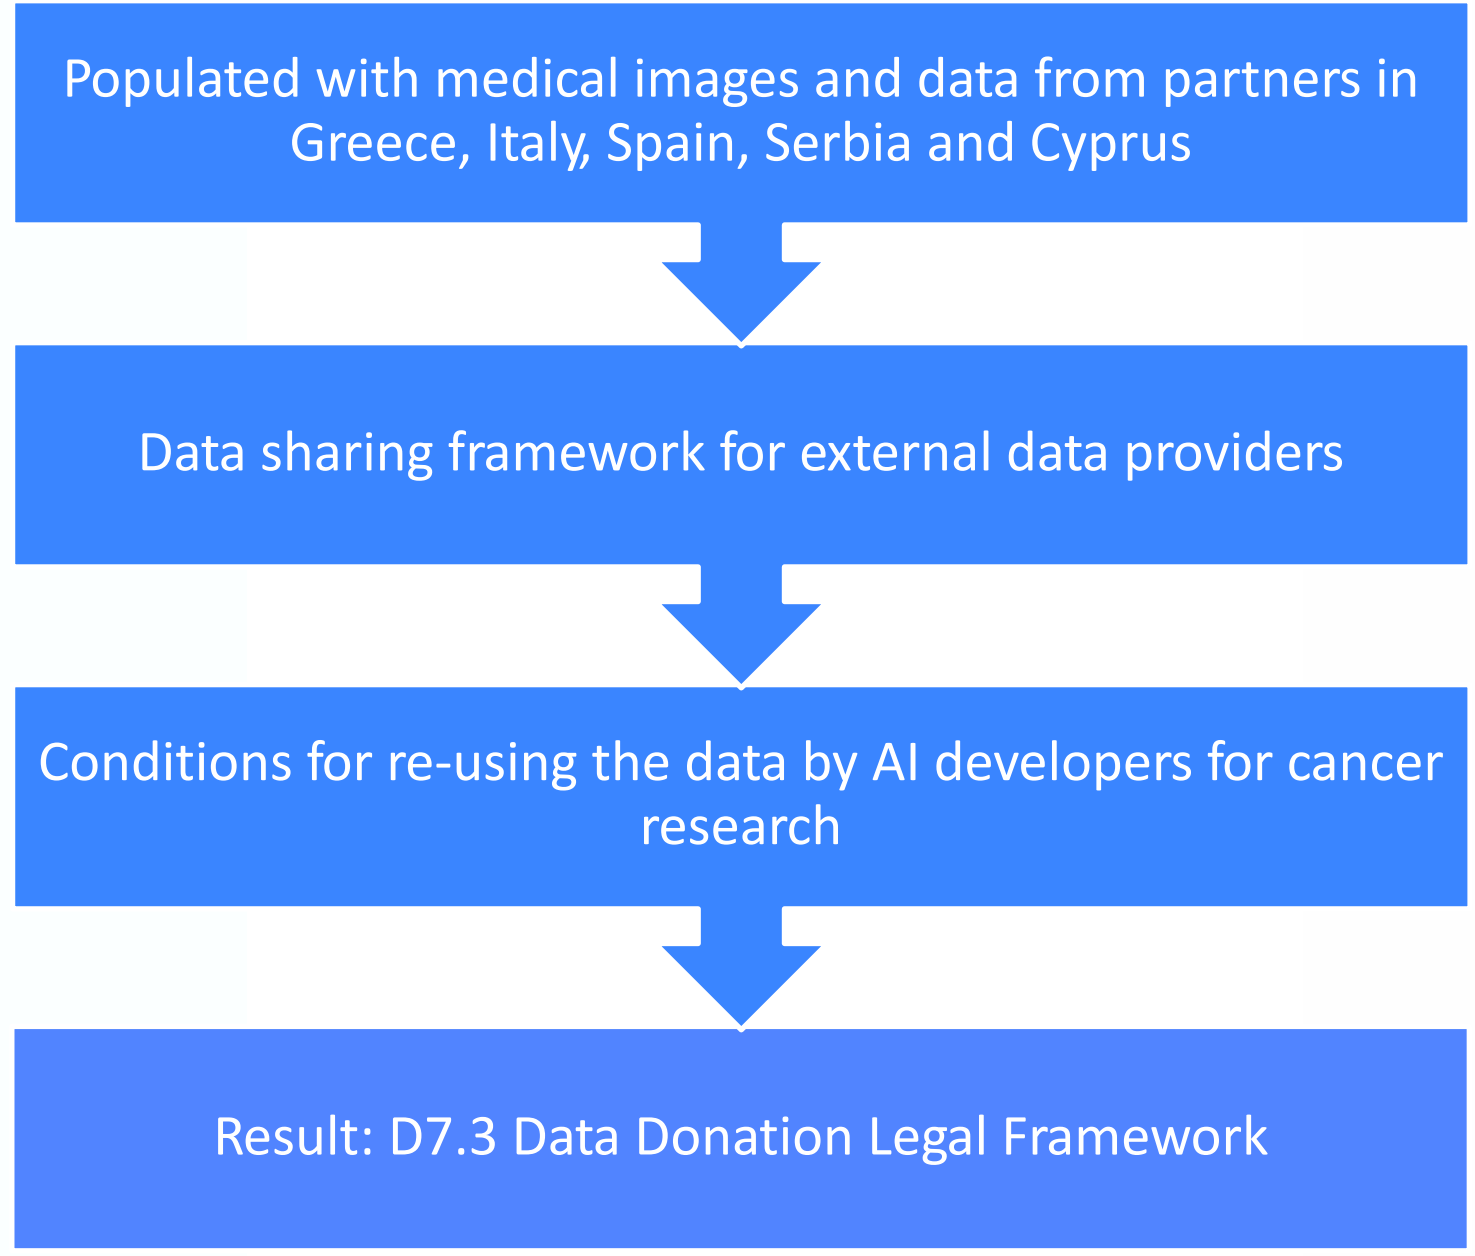 Populated with medical images and data from partners in
Greece, Italy, Spain, Serbia and Cyprus
Data sharing framework for external data providers
Conditions for re-using the data by AI developers for cancer
research
Result: D7.3 Data Donation Legal Framework